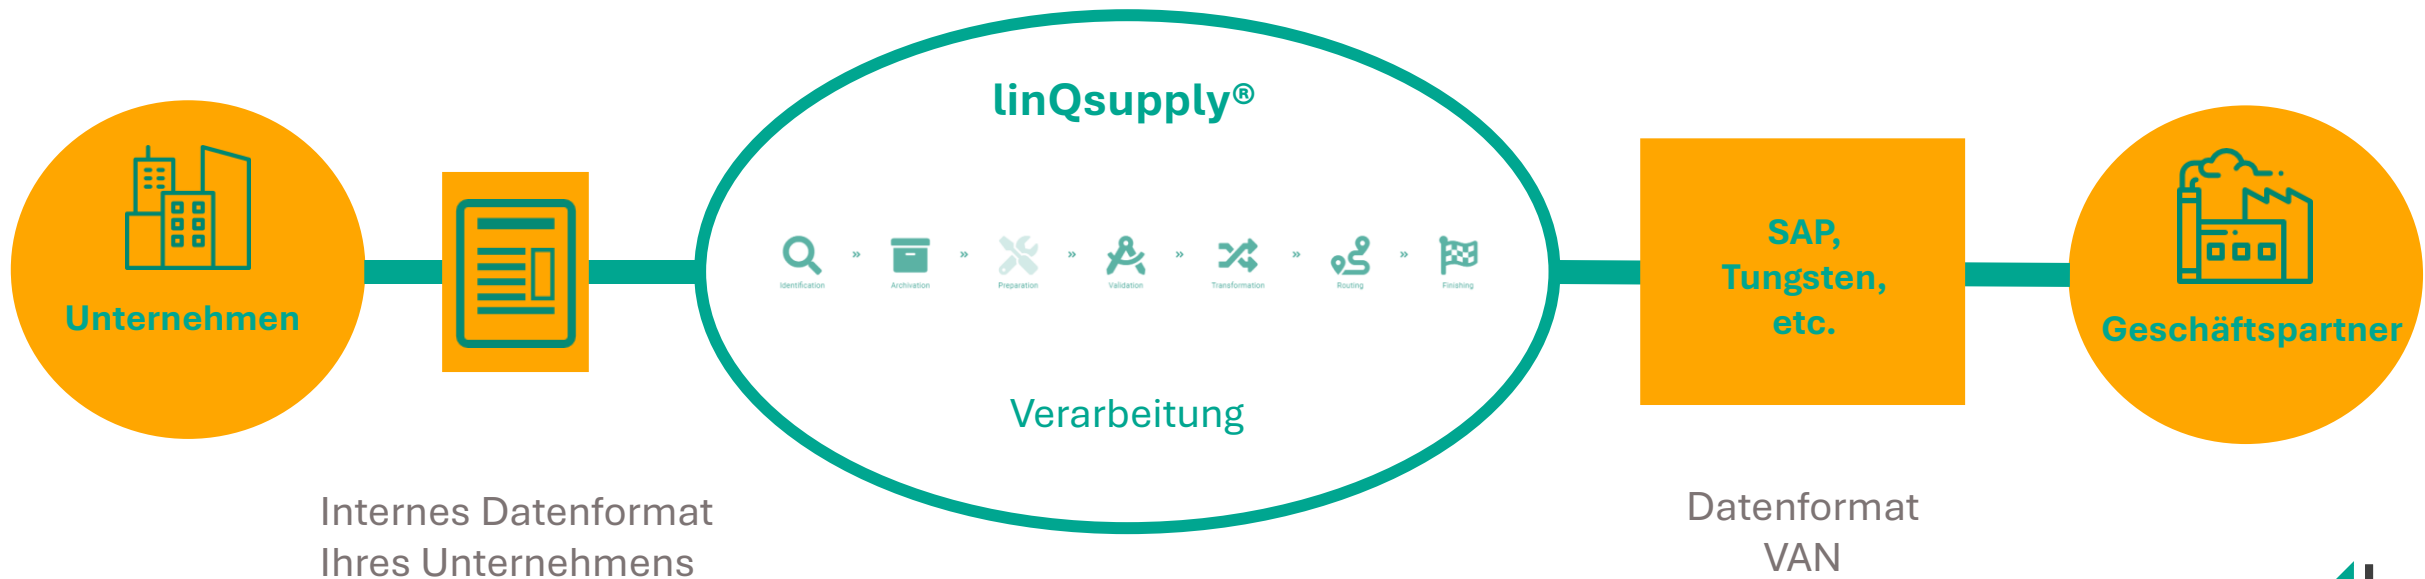 linQsupply®
Unternehmen
Identification » Archivation » Preparation » Validation » Transformation » Routing » Finishing
SAP,
Tungsten,
etc.
Geschäftspartner
Verarbeitung
Internes Datenformat
Ihres Unternehmens
Datenformat
VAN